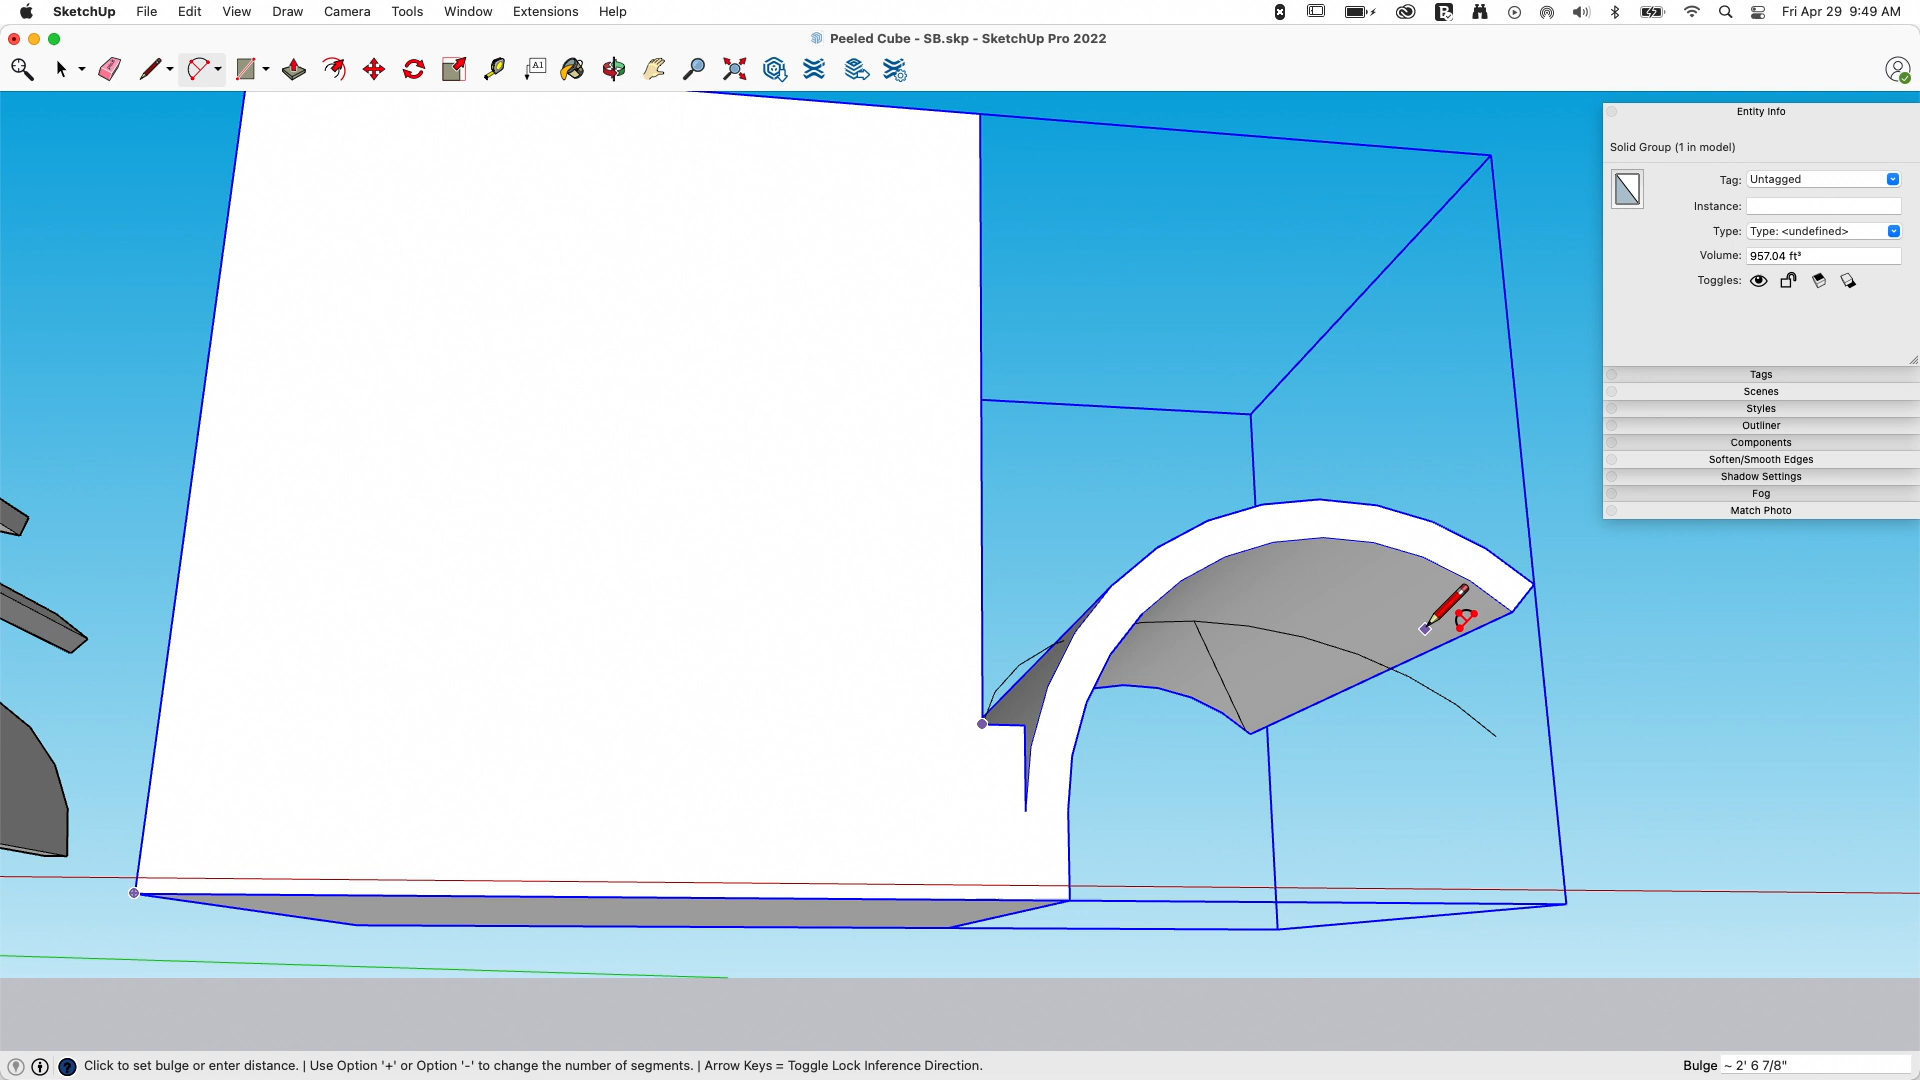 SketchUp File Edit View Draw Camera Tools Window Extensions Help Fri Apr 29 9:49 AM
Peeled Cube - SB.skp - SketchUp Pro 2022
A1
Entity Info
Solid Group (1 in model)
Tag: Untagged
Instance:
Type: Type: <undefined>
Volume: 957.04 ft³
Toggles:
Tags
Scenes
Styles
Outliner
Components
Soften/Smooth Edges
Shadow Settings
Fog
Match Photo
Click to set bulge or enter distance. | Use Option '+' or Option '-' to change the number of segments. | Arrow Keys = Toggle Lock Inference Direction. Bulge ~ 2' 6 7/8"